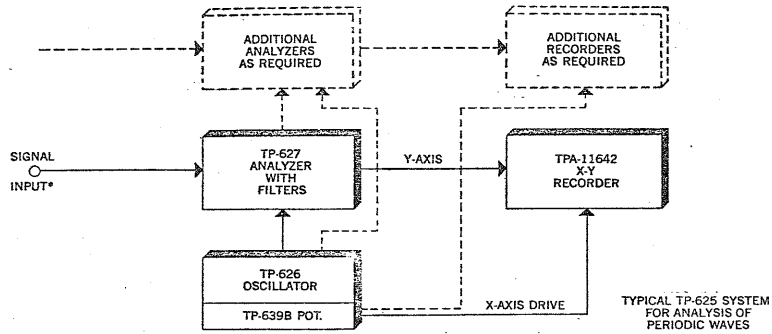 ADDITIONAL
ANALYZERS
AS REQUIRED
ADDITIONAL
RECORDERS
AS REQUIRED
SIGNAL
INPUT*
TP-627
ANALYZER
WITH
FILTERS
Y-AXIS
TPA-11642
X-Y
RECORDER
TP-626
OSCILLATOR
TP-639B POT.
X-AXIS DRIVE
TYPICAL TP-625 SYSTEM
FOR ANALYSIS OF
PERIODIC WAVES